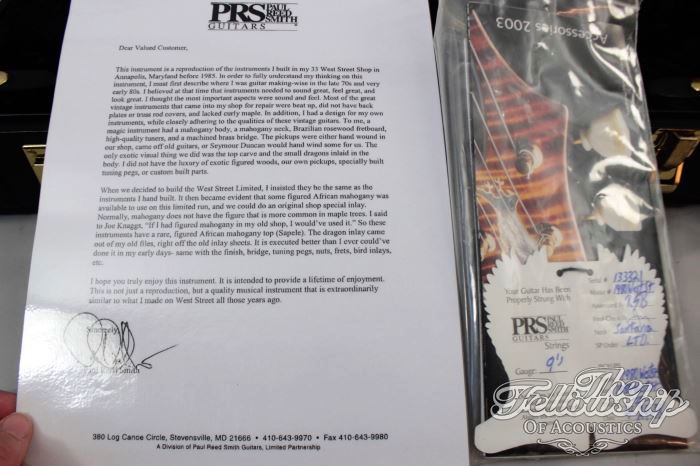 PRS PAUL
REED
SMITH
GUITARS
Dear Valued Customer,
This instrument is a reproduction of the instruments I built in my 33 West Street Shop in
Annapolis, Maryland before 1985. In order to fully understand my thinking on this
instrument, I must first describe where I was guitar making-wise in the late 70s and very
early 80s. I believed at that time that instruments needed to sound great, feel great, and
look great. I thought the most important aspects were sound and feel. Most of the great
vintage instruments that came into my shop for repair were beat up, did not have back
plates or truss rod covers, and lacked curly maple. In addition, I had a design for my own
instruments, while closely adhering to the qualities of these vintage guitars. To me, a
magic instrument had a mahogany body, a mahogany neck, Brazilian rosewood fretboard,
high-quality tuners, and a machined brass bridge. The pickups were either hand wound in
our shop, came off old guitars, or Seymour Duncan would hand wind some for us. The
only exotic visual thing we did was the top carve and the small dragons inlaid in the
body. I did not have the luxury of exotic figured woods, our own pickups, specially built
tuning pegs, or custom built parts.
When we decided to build the West Street Limited, I insisted they be the same as the
instruments I hand built. It then became evident that some figured African mahogany was
available to use on this limited run, and we could do an original shop special inlay.
Normally, mahogany does not have the figure that is more common in maple trees. I said
to Joe Knaggs, "If I had figured mahogany in my old shop, I would've used it." So these
instruments have a rare, figured African mahogany top (Sapele). The dragon inlay came
out of my old files, right off the old inlay sheets. It is executed better than I ever could've
done it in my early days- same with the finish, bridge, tuning pegs, nuts, frets, bird inlays,
etc.
I hope you truly enjoy this instrument. It is intended to provide a lifetime of enjoyment.
This is not just a reproduction, but a quality musical instrument that is extraordinarily
similar to what I made on West Street all those years ago.
Sincerely,
Paul Reed Smith
380 Log Canoe Circle, Stevensville, MD 21666 • 410-643-9970 • Fax 410-643-9980
A Division of Paul Reed Smith Guitars, Limited Partnership
Accessories 2003
Your Guitar Has Been
Properly Strung With
PRS PAUL
REED
SMITH
GUITARS
Strings
Gauge: 9's
Serial # 133321
Model # 1980 West St.
Neck Santana
LTD.
The
Fellowship
Of Acoustics